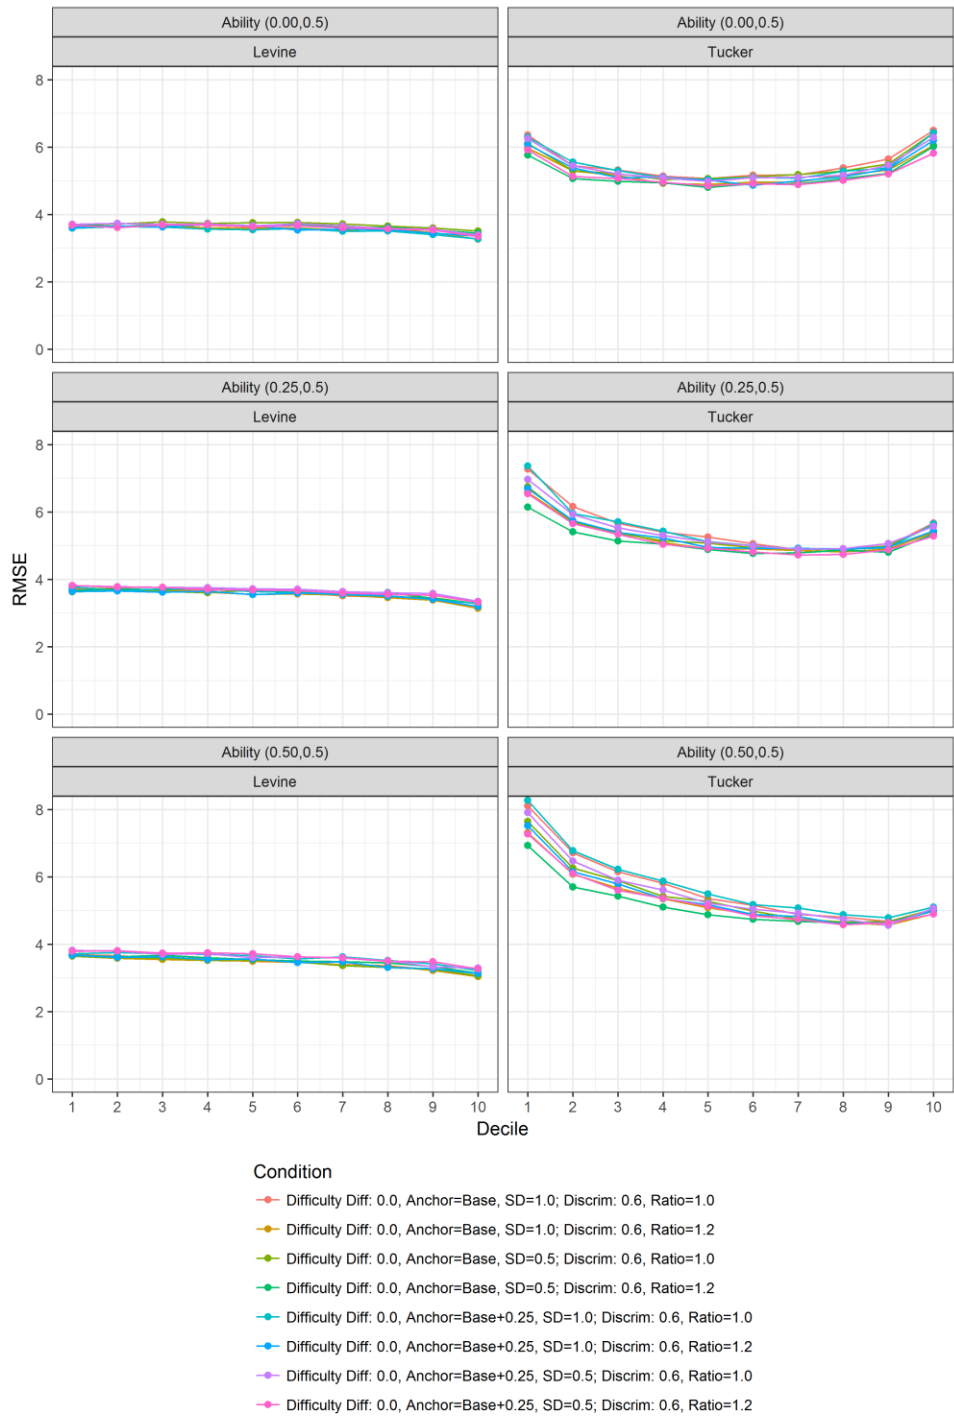 Ability (0.00,0.5)
Levine
Ability (0.00,0.5)
Tucker
8
6
4
2
0
Ability (0.25,0.5)
Levine
Ability (0.25,0.5)
Tucker
8
6
4
2
0
RMSE
Ability (0.50,0.5)
Levine
Ability (0.50,0.5)
Tucker
8
6
4
2
0
1 2 3 4 5 6 7 8 9 10 1 2 3 4 5 6 7 8 9 10
Decile
Condition
Difficulty Diff: 0.0, Anchor=Base, SD=1.0; Discrim: 0.6, Ratio=1.0
Difficulty Diff: 0.0, Anchor=Base, SD=1.0; Discrim: 0.6, Ratio=1.2
Difficulty Diff: 0.0, Anchor=Base, SD=0.5; Discrim: 0.6, Ratio=1.0
Difficulty Diff: 0.0, Anchor=Base, SD=0.5; Discrim: 0.6, Ratio=1.2
Difficulty Diff: 0.0, Anchor=Base+0.25, SD=1.0; Discrim: 0.6, Ratio=1.0
Difficulty Diff: 0.0, Anchor=Base+0.25, SD=1.0; Discrim: 0.6, Ratio=1.2
Difficulty Diff: 0.0, Anchor=Base+0.25, SD=0.5; Discrim: 0.6, Ratio=1.0
Difficulty Diff: 0.0, Anchor=Base+0.25, SD=0.5; Discrim: 0.6, Ratio=1.2